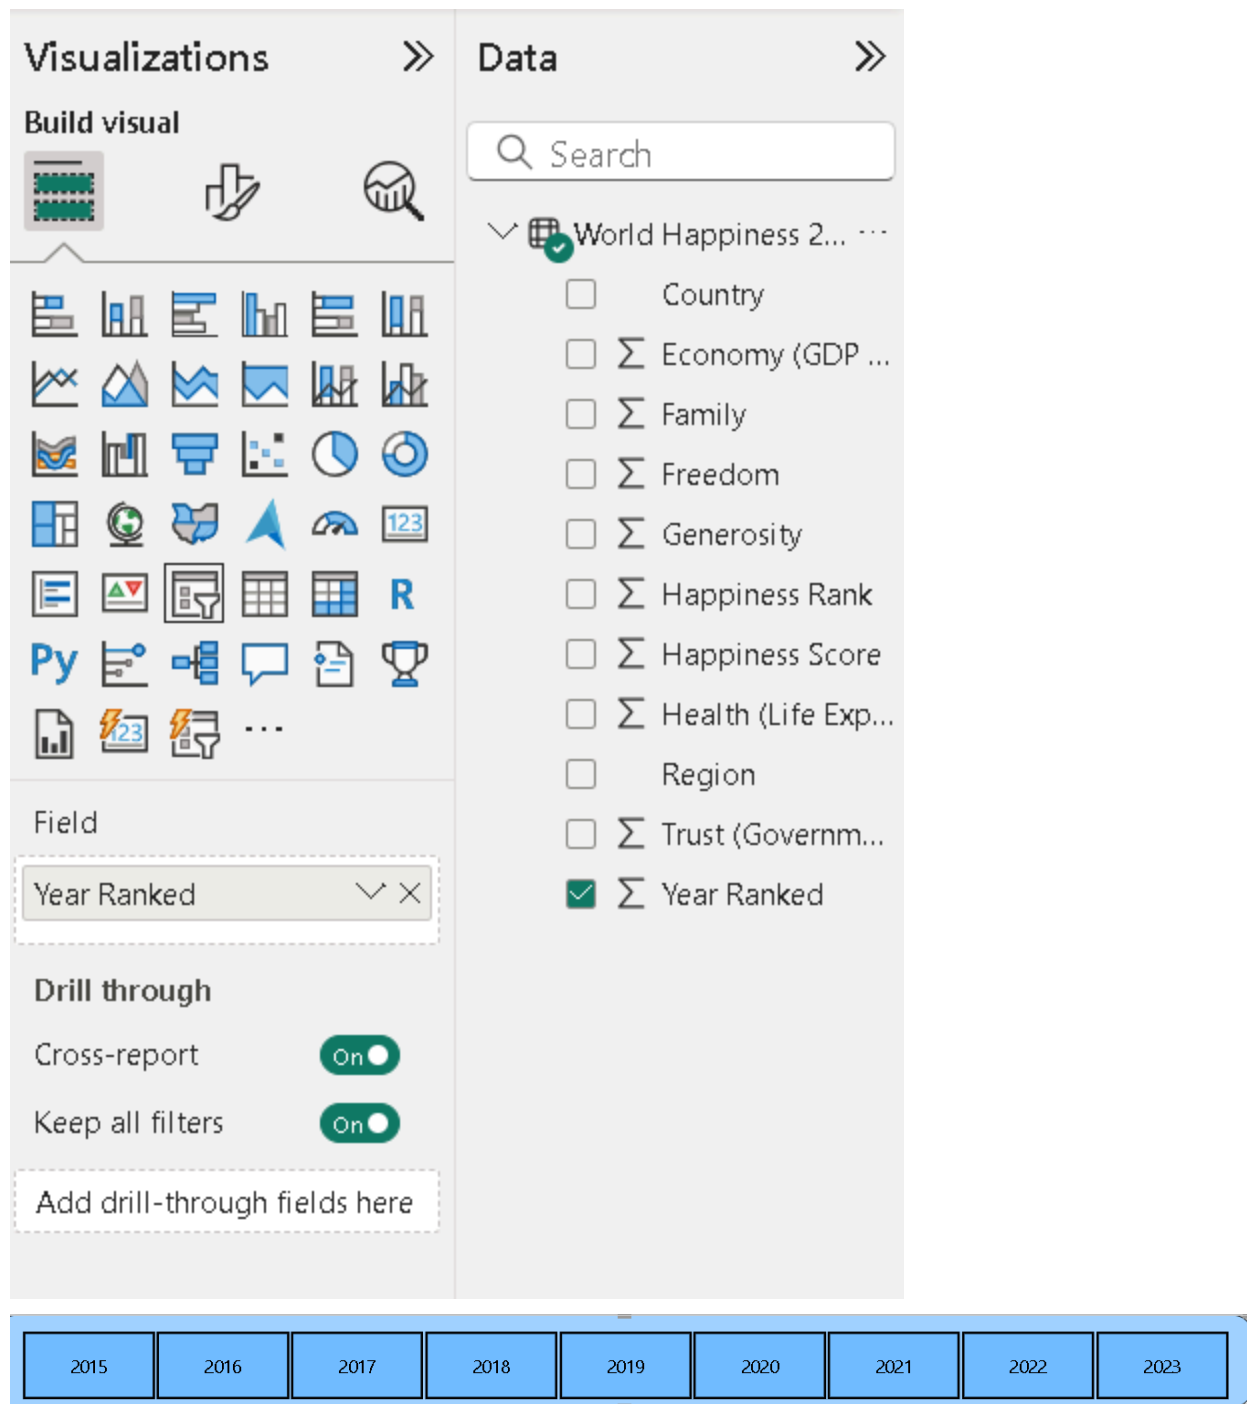 Visualizations
Build visual
123
R
Py
123
...
Field
Year Ranked
Drill through
Cross-report
On
Keep all filters
On
Add drill-through fields here
Data
Search
World Happiness 2... ...
Country
Σ Economy (GDP ...
Σ Family
Σ Freedom
Σ Generosity
Σ Happiness Rank
Σ Happiness Score
Σ Health (Life Exp...
Region
Σ Trust (Governm...
Σ Year Ranked
2015 2016 2017 2018 2019 2020 2021 2022 2023